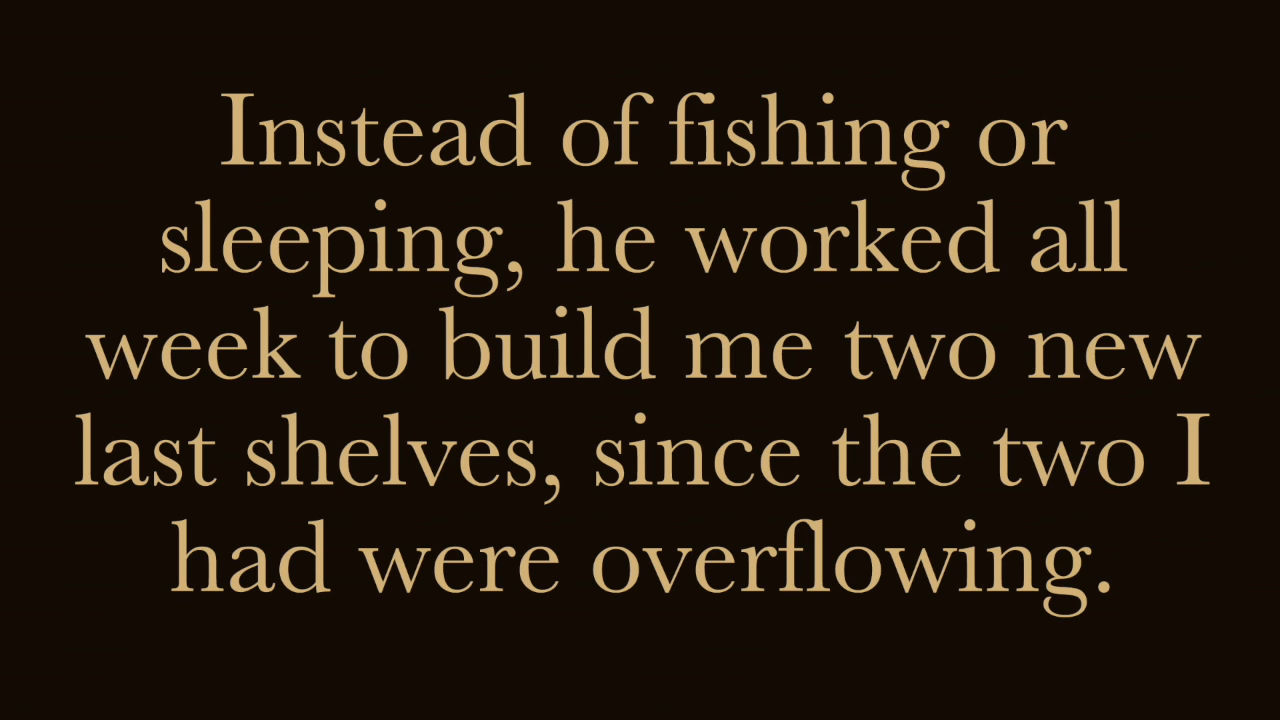 Instead of fishing or
sleeping, he worked all
week to build me two new
last shelves, since the two I
had were overflowing.